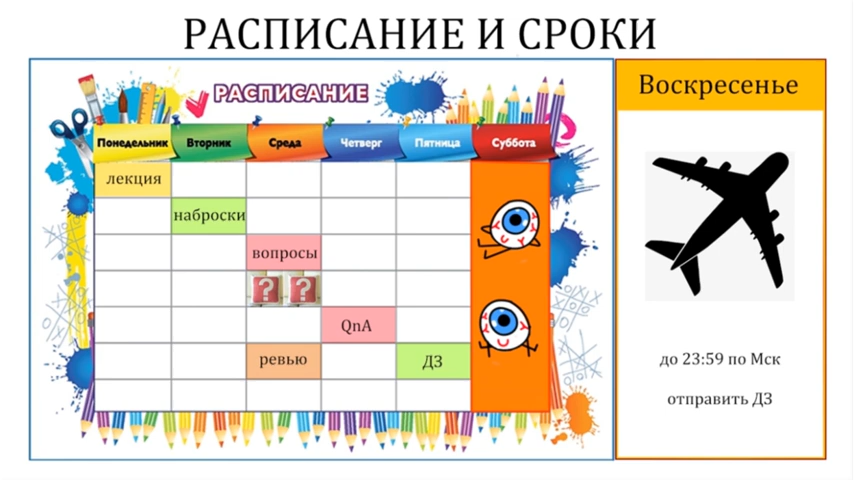 РАСПИСАНИЕ И СРОКИ
РАСПИСАНИЕ
Понедельник Вторник Среда Четверг Пятница Суббота
лекция
наброски
вопросы
? ?
QnA
ревью ДЗ
Воскресенье
до 23:59 по Мск
отправить ДЗ